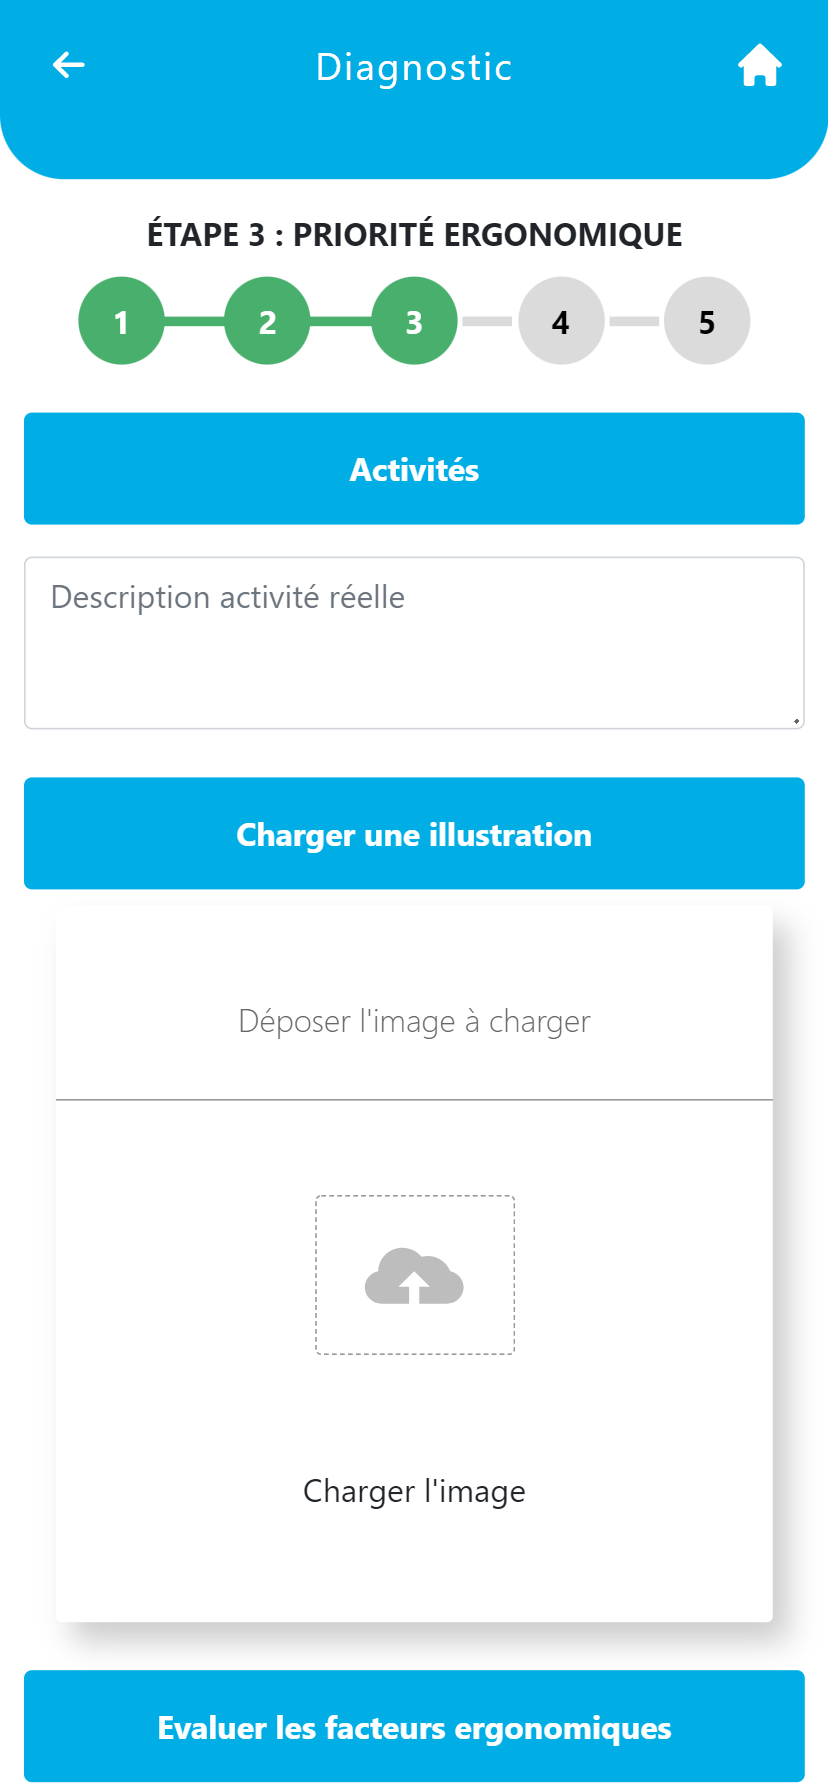 Diagnostic
ÉTAPE 3 : PRIORITÉ ERGONOMIQUE
1 2 3 4 5
Activités
Description activité réelle
Charger une illustration
Déposer l'image à charger
Charger l'image
Evaluer les facteurs ergonomiques